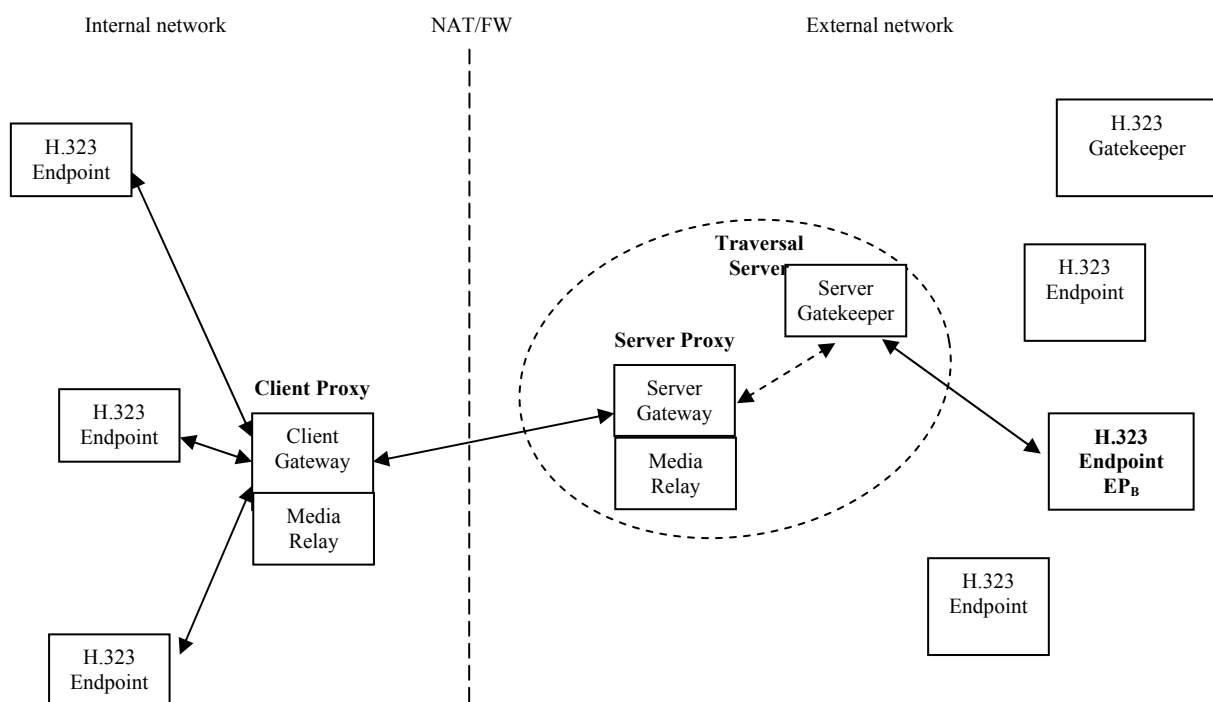 Internal network
NAT/FW
External network
H.323
Endpoint
H.323
Gatekeeper
Traversal
Server
H.323
Endpoint
Server
Gatekeeper
Server Proxy
Client Proxy
Server
Gateway
Media
Relay
H.323
Endpoint
Client
Gateway
Media
Relay
H.323
Endpoint
EP_B
H.323
Endpoint
H.323
Endpoint